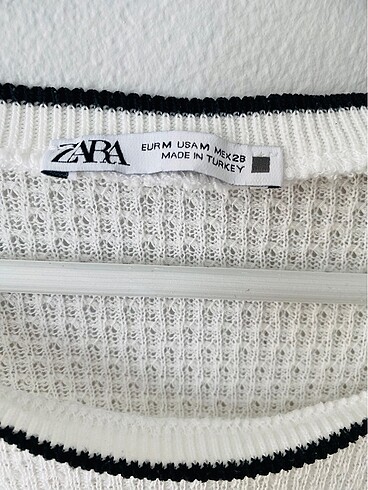 ZARA
EUR M USA M MEX 28
MADE IN TURKEY